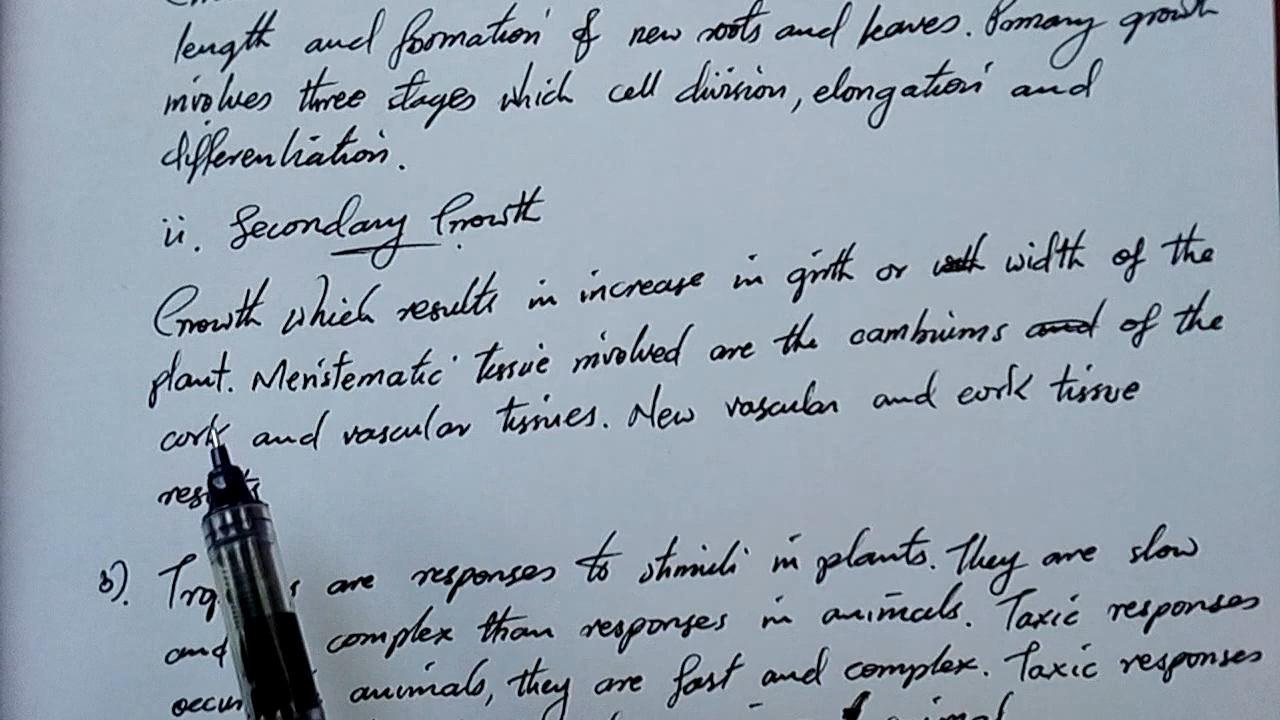 length and formation of new roots and leaves. Primary growth
involves three stages which cell division, elongation and
differentiation.
ii. Secondary Growth
Growth which results in increase in girth or width of the
plant. Meristematic tissue involved are the cambiums of the
cork and vascular tissues. New vascular and cork tissue
b). are responses to stimuli in plants. They are slow
and complex than responses in animals. Taxic responses
occur animals, they are fast and complex. Taxic responses